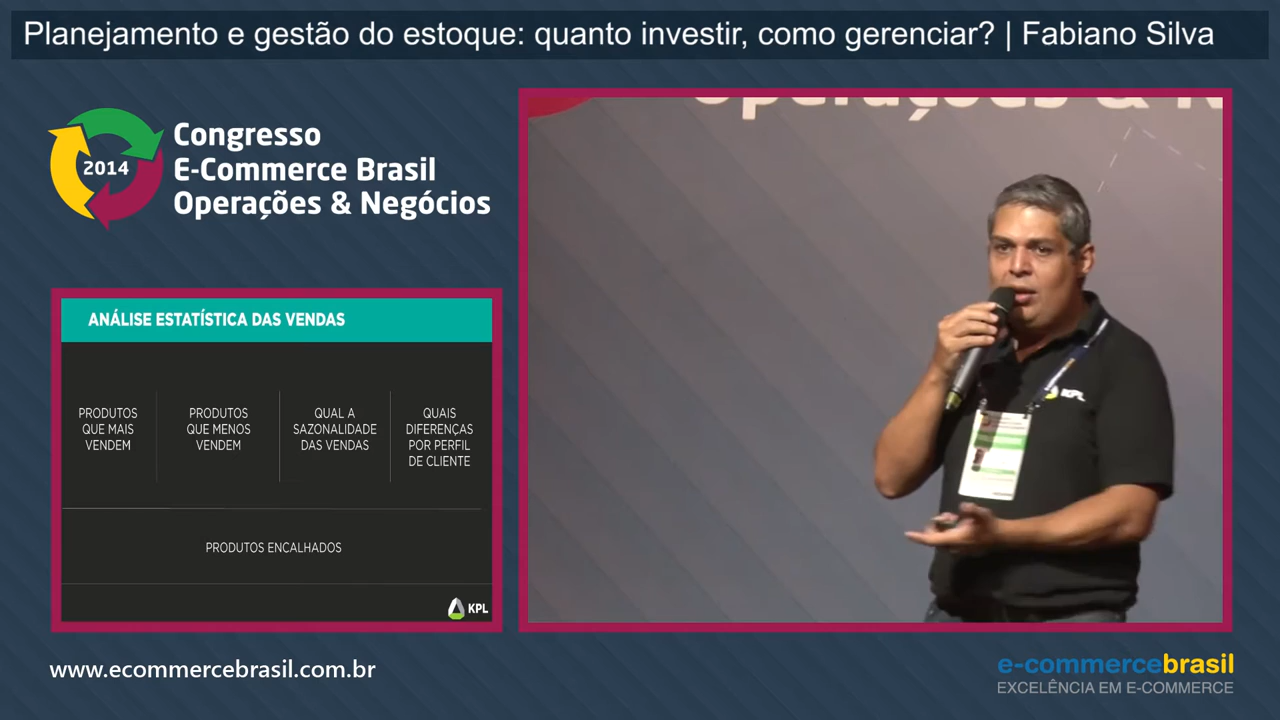 Planejamento e gestão do estoque: quanto investir, como gerenciar? | Fabiano Silva
2014
Congresso
E-Commerce Brasil
Operações & Negócios
ANÁLISE ESTATÍSTICA DAS VENDAS
PRODUTOS
QUE MAIS
VENDEM
PRODUTOS
QUE MENOS
VENDEM
QUAL A
SAZONALIDADE
DAS VENDAS
QUAIS
DIFERENÇAS
POR PERFIL
DE CLIENTE
PRODUTOS ENCALHADOS
KPL
Operações & N
KPL
www.ecommercebrasil.com.br
e-commercebrasil
EXCELÊNCIA EM E-COMMERCE